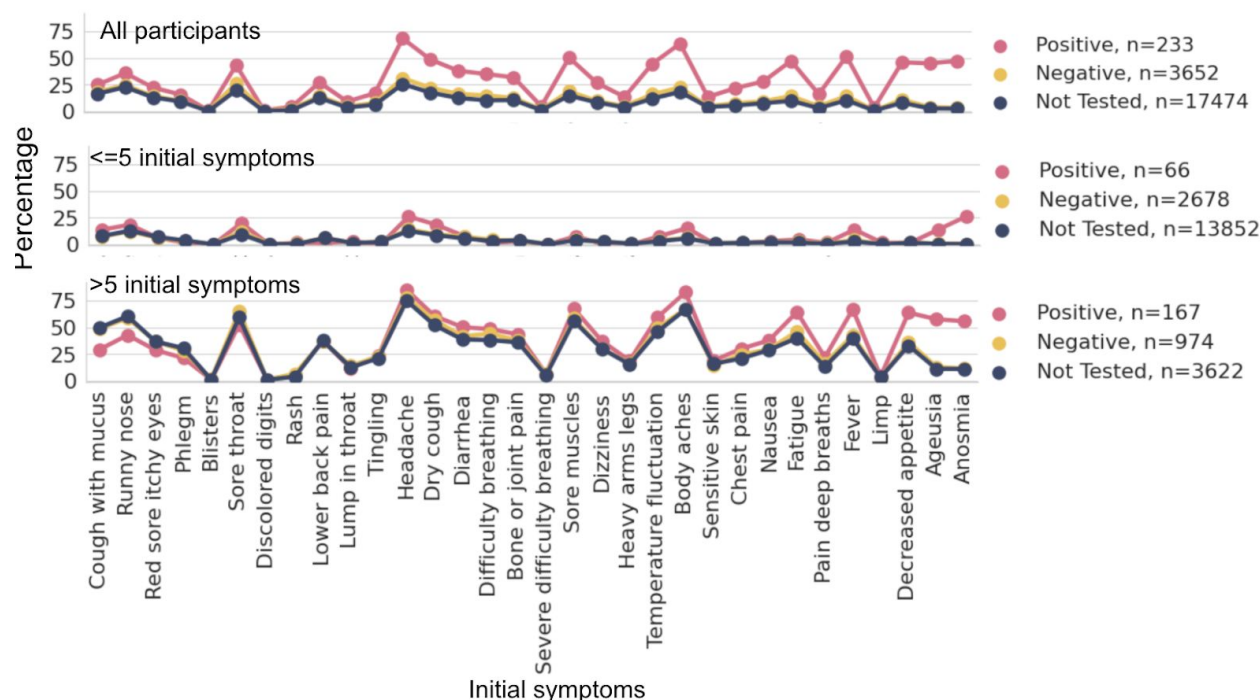 All participants
75
50
25
0
Positive, n=233
Negative, n=3652
Not Tested, n=17474
<=5 initial symptoms
75
50
25
0
Positive, n=66
Negative, n=2678
Not Tested, n=13852
Percentage
>5 initial symptoms
75
50
25
0
Positive, n=167
Negative, n=974
Not Tested, n=3622
Cough with mucus
Runny nose
Red sore itchy eyes
Phlegm
Blisters
Sore throat
Discolored digits
Rash
Lower back pain
Lump in throat
Tingling
Headache
Dry cough
Diarrhea
Difficulty breathing
Bone or joint pain
Severe difficulty breathing
Sore muscles
Dizziness
Heavy arms legs
Temperature fluctuation
Body aches
Sensitive skin
Chest pain
Nausea
Fatigue
Pain deep breaths
Fever
Limp
Decreased appetite
Ageusia
Anosmia
Initial symptoms